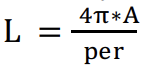 L = 4π*A / per